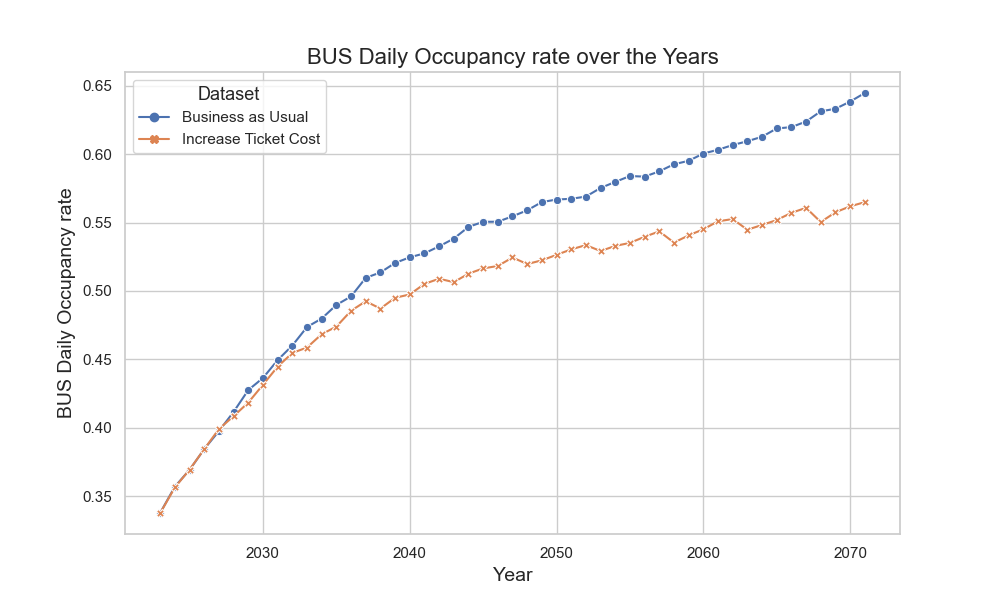 BUS Daily Occupancy rate over the Years
Dataset
Business as Usual
Increase Ticket Cost
BUS Daily Occupancy rate
0.65
0.60
0.55
0.50
0.45
0.40
0.35
2030
2040
2050
2060
2070
Year